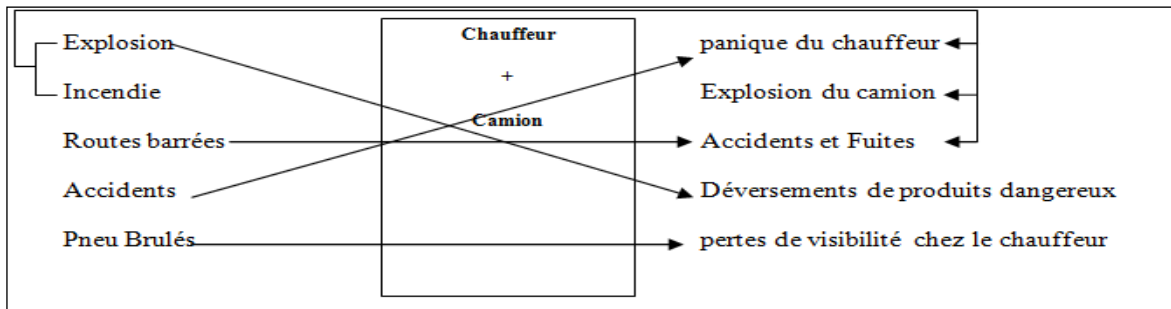 Explosion
Incendie
Routes barrées
Accidents
Pneu Brulés
Chauffeur
+
Camion
panique du chauffeur
Explosion du camion
Accidents et Fuites
Déversements de produits dangereux
pertes de visibilité chez le chauffeur